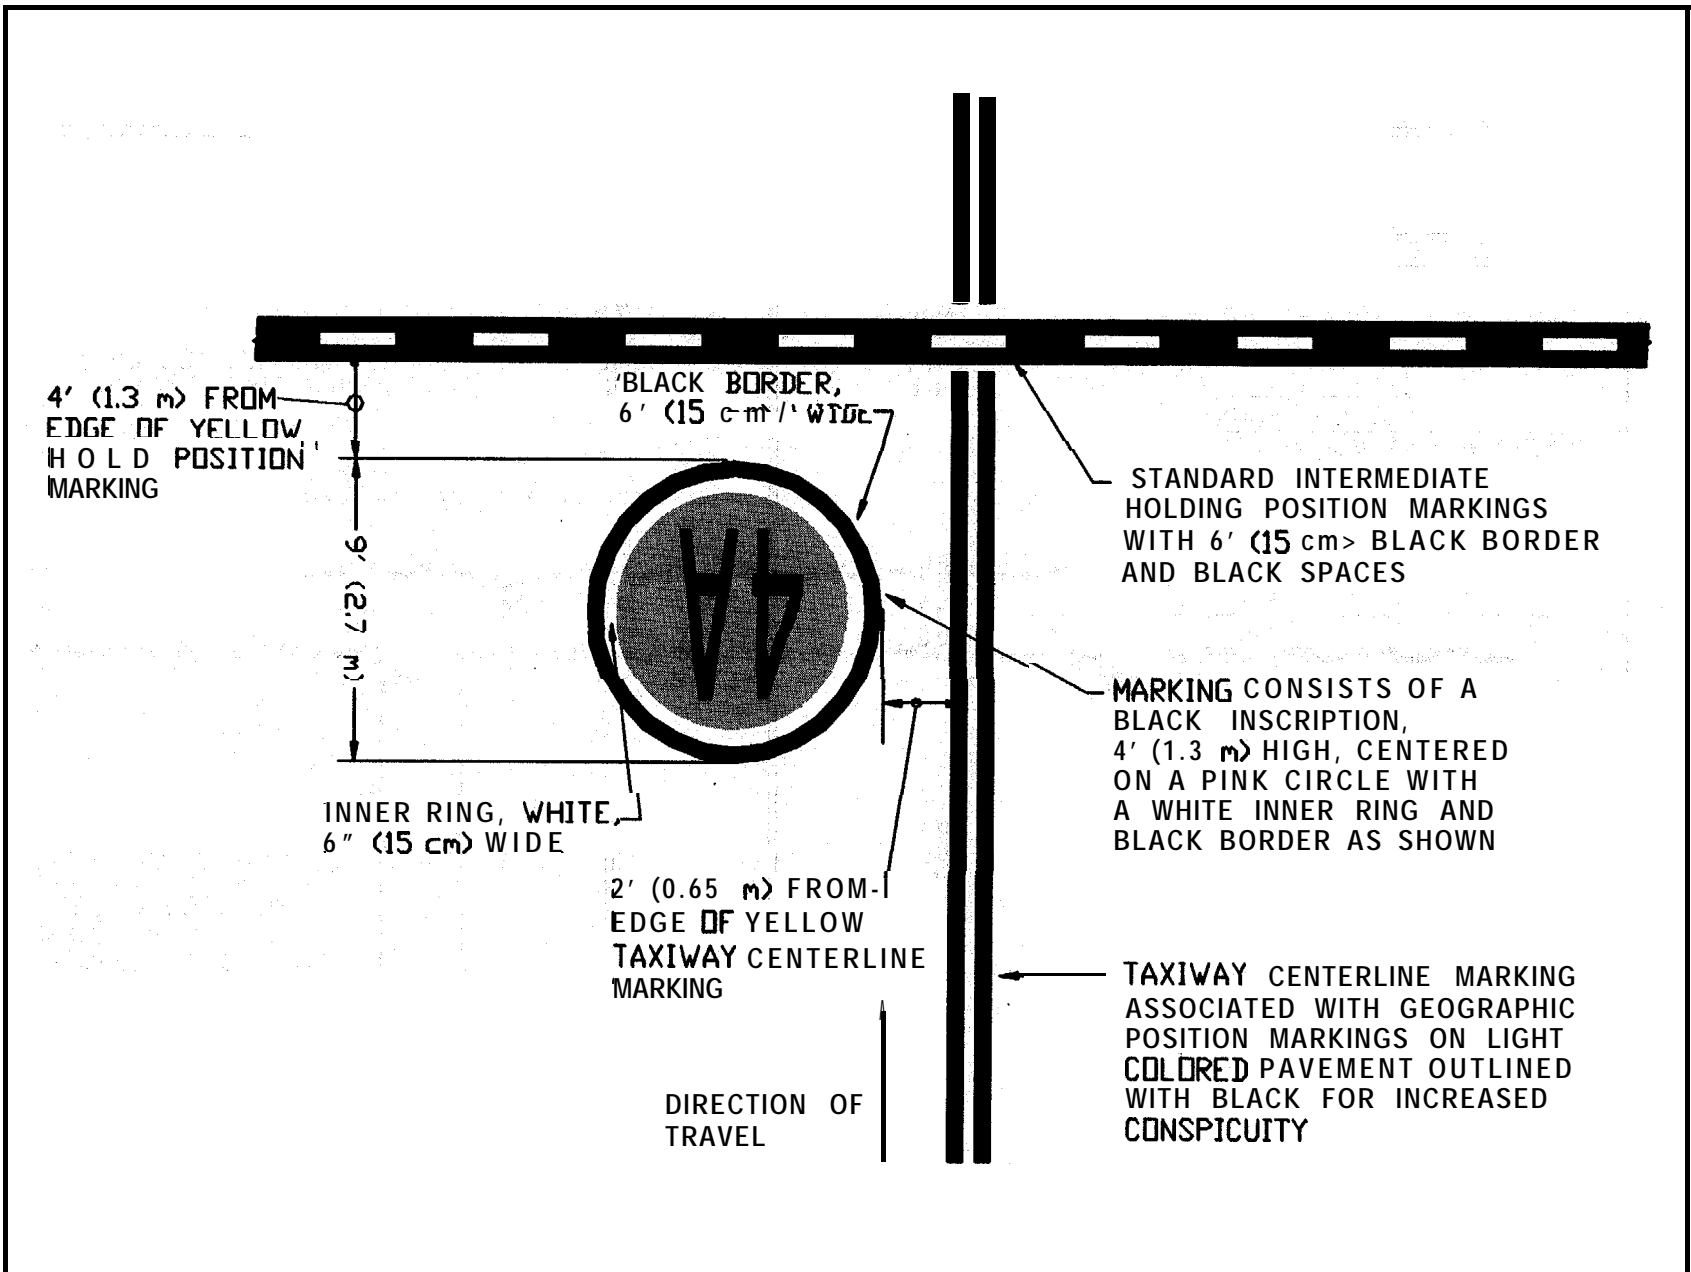 4' (1.3 m) FROM
EDGE OF YELLOW
HOLD POSITION
MARKING
'BLACK BORDER,
6' (15 cm/' WIDE
9' (2.7 m)
4A
STANDARD INTERMEDIATE
HOLDING POSITION MARKINGS
WITH 6' (15 cm> BLACK BORDER
AND BLACK SPACES
MARKING CONSISTS OF A
BLACK INSCRIPTION,
4' (1.3 m) HIGH, CENTERED
ON A PINK CIRCLE WITH
A WHITE INNER RING AND
BLACK BORDER AS SHOWN
INNER RING, WHITE,
6" (15 cm) WIDE
2' (0.65 m) FROM
EDGE OF YELLOW
TAXIWAY CENTERLINE
MARKING
TAXIWAY CENTERLINE MARKING
ASSOCIATED WITH GEOGRAPHIC
POSITION MARKINGS ON LIGHT
COLORED PAVEMENT OUTLINED
WITH BLACK FOR INCREASED
CONSPICUITY
DIRECTION OF
TRAVEL